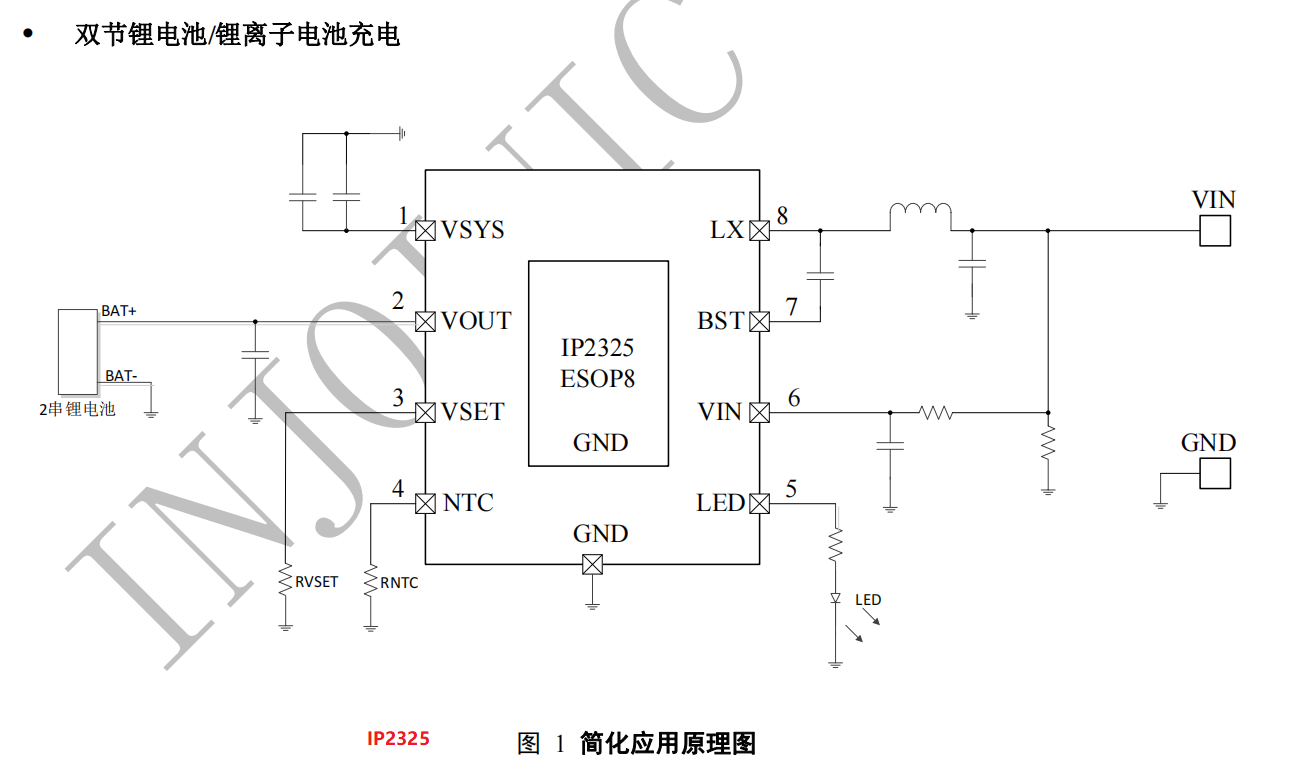 • 双节锂电池/锂离子电池充电
INJOINIC
1 VSYS
LX 8
VIN
2 VOUT
BST 7
BAT+
BAT-
2串锂电池
IP2325
ESOP8
GND
3 VSET
VIN 6
GND
4 NTC
LED 5
GND
RVSET
RNTC
LED
IP2325
图 1 简化应用原理图